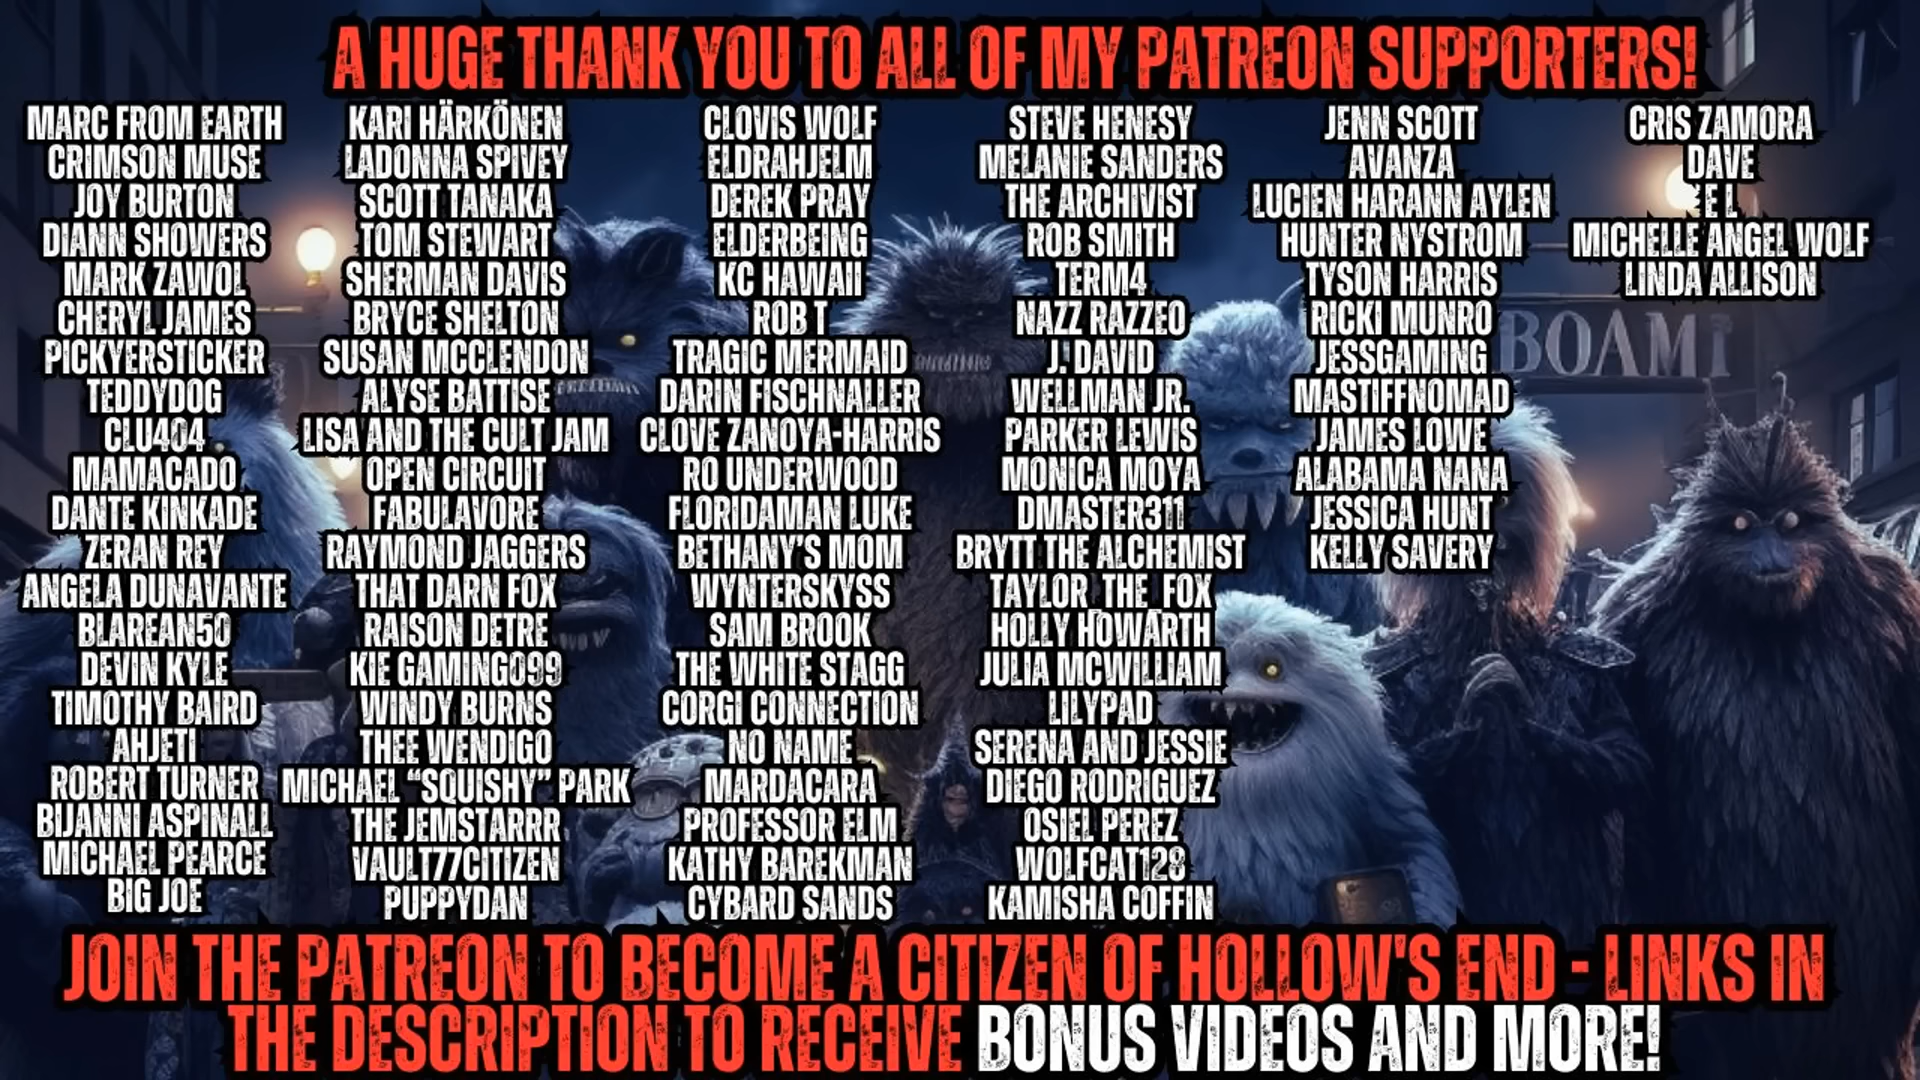 A HUGE THANK YOU TO ALL OF MY PATREON SUPPORTERS!
MARC FROM EARTH
CRIMSON MUSE
JOY BURTON
DIANN SHOWERS
MARK ZAWOL
CHERYL JAMES
PICKYERSTICKER
TEDDYDOG
CLU404
MAMACADO
DANTE KINKADE
ZERAN REY
ANGELA DUNAVANTE
BLAREAN50
DEVIN KYLE
TIMOTHY BAIRD
AHJETI
ROBERT TURNER
BIJANNI ASPINALL
MICHAEL PEARCE
BIG JOE
KARI HÄRKÖNEN
LADONNA SPIVEY
SCOTT TANAKA
TOM STEWART
SHERMAN DAVIS
BRYCE SHELTON
SUSAN MCCLENDON
ALYSE BATTISE
LISA AND THE CULT JAM
OPEN CIRCUIT
FABULAVORE
RAYMOND JAGGERS
THAT DARN FOX
RAISON DETRE
KIE GAMING099
WINDY BURNS
THEE WENDIGO
MICHAEL “SQUISHY” PARK
THE JEMSTARRR
VAULT77CITIZEN
PUPPYDAN
CLOVIS WOLF
ELDRAHJELM
DEREK PRAY
ELDERBEING
KC HAWAII
ROB T
TRAGIC MERMAID
DARIN FISCHNALLER
CLOVE ZANOYA-HARRIS
RO UNDERWOOD
FLORIDAMAN LUKE
BETHANY'S MOM
WYNTERSKYSS
SAM BROOK
THE WHITE STAGG
CORGI CONNECTION
NO NAME
MARDACARA
PROFESSOR ELM
KATHY BAREKMAN
CYBARD SANDS
STEVE HENESY
MELANIE SANDERS
THE ARCHIVIST
ROB SMITH
TERM4
NAZZ RAZZEO
J. DAVID
WELLMAN JR.
PARKER LEWIS
MONICA MOYA
DMASTER311
BRYTT THE ALCHEMIST
TAYLOR_THE_FOX
HOLLY HOWARTH
JULIA MCWILLIAM
LILYPAD
SERENA AND JESSIE
DIEGO RODRIGUEZ
OSIEL PEREZ
WOLFCAT128
KAMISHA COFFIN
JENN SCOTT
AVANZA
LUCIEN HARANN AYLEN
HUNTER NYSTROM
TYSON HARRIS
RICKI MUNRO
JESSGAMING
MASTIFFNOMAD
JAMES LOWE
ALABAMA NANA
JESSICA HUNT
KELLY SAVERY
CRIS ZAMORA
DAVE
E L
MICHELLE ANGEL WOLF
LINDA ALLISON
BOAMI
JOIN THE PATREON TO BECOME A CITIZEN OF HOLLOW'S END - LINKS IN
THE DESCRIPTION TO RECEIVE BONUS VIDEOS AND MORE!